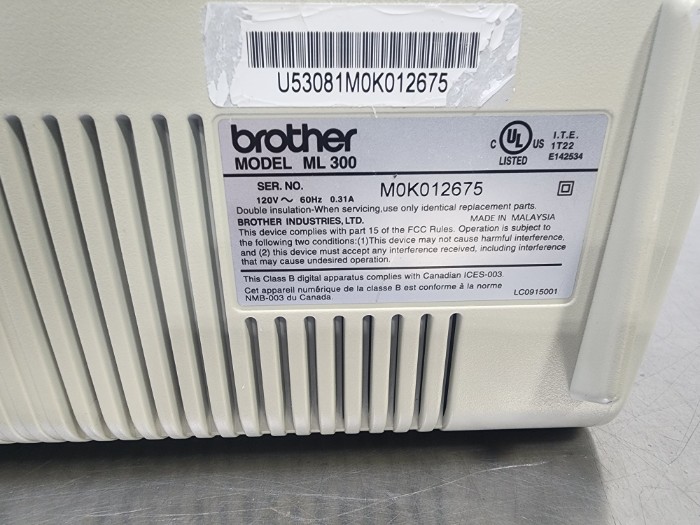 U53081M0K012675
brother
MODEL ML 300
C UL US
LISTED
I.T.E.
1T22
E142534
SER. NO. M0K012675
120V ~ 60Hz 0.31A
Double insulation-When servicing,use only identical replacement parts.
BROTHER INDUSTRIES, LTD. MADE IN MALAYSIA
This device complies with part 15 of the FCC Rules. Operation is subject to
the following two conditions:(1)This device may not cause harmful interference,
and (2) this device must accept any interference received, including interference
that may cause undesired operation.
This Class B digital apparatus complies with Canadian ICES-003.
Cet appareil numérique de la classe B est conforme à la norme
NMB-003 du Canada.
LC0915001